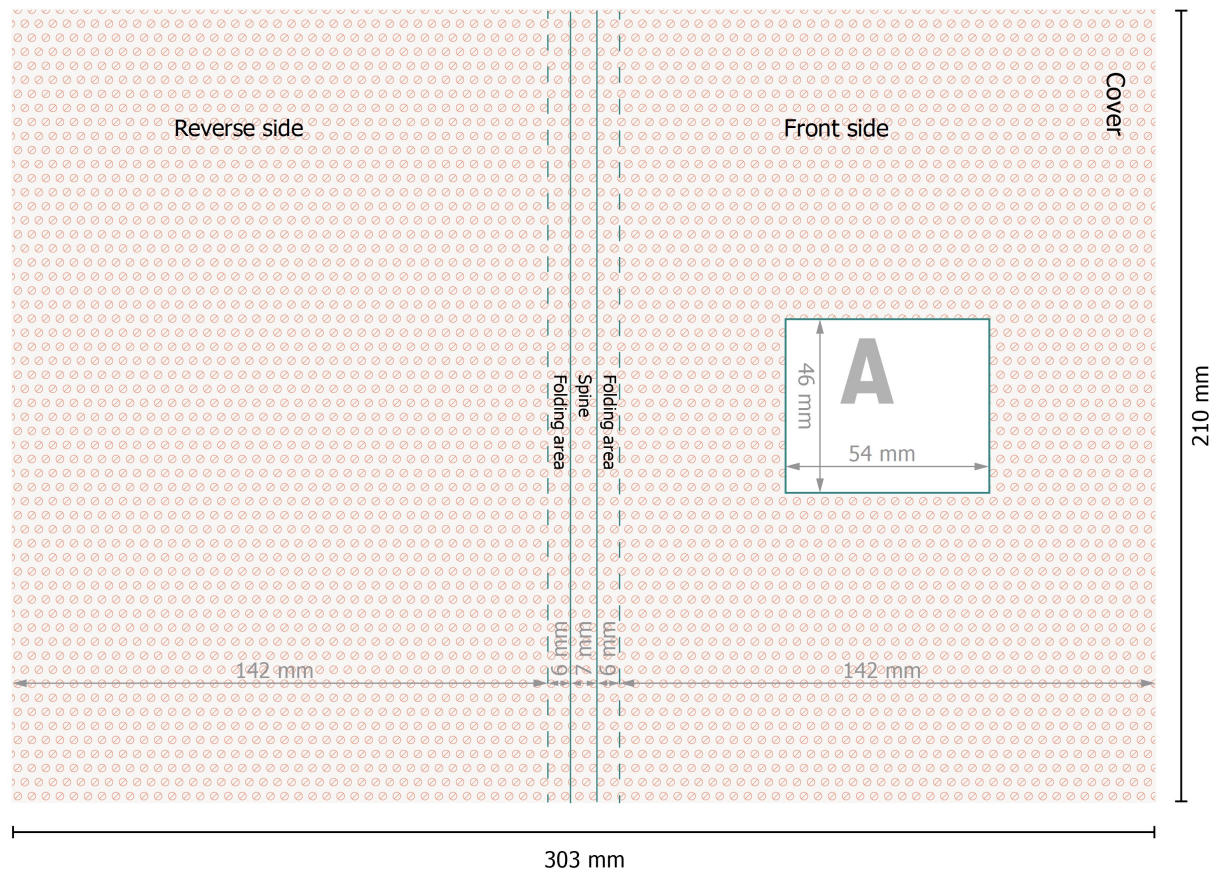 Cover
Reverse side
Front side
Folding area
Spine
Folding area
A
46 mm
54 mm
142 mm
6 mm
7 mm
6 mm
142 mm
210 mm
303 mm